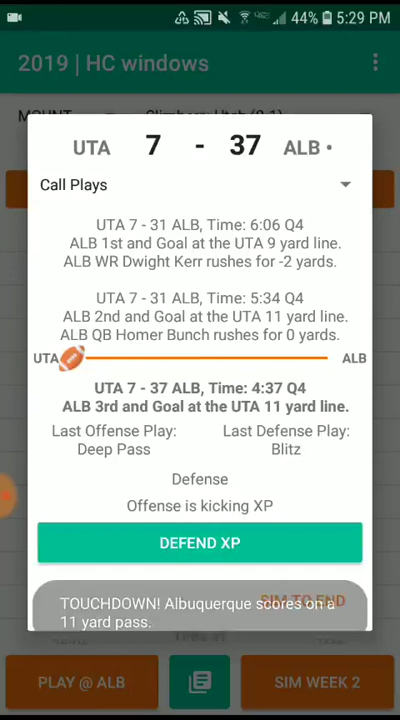 44% 5:29 PM
2019 | HC windows
UTA 7 - 37 ALB •
Call Plays
UTA 7 - 31 ALB, Time: 6:06 Q4
ALB 1st and Goal at the UTA 9 yard line.
ALB WR Dwight Kerr rushes for -2 yards.
UTA 7 - 31 ALB, Time: 5:34 Q4
ALB 2nd and Goal at the UTA 11 yard line.
ALB QB Homer Bunch rushes for 0 yards.
UTA ALB
UTA 7 - 37 ALB, Time: 4:37 Q4
ALB 3rd and Goal at the UTA 11 yard line.
Last Offense Play: Last Defense Play:
Deep Pass Blitz
Defense
Offense is kicking XP
DEFEND XP
SIM TO END
TOUCHDOWN! Albuquerque scores on a
11 yard pass.
PLAY @ ALB SIM WEEK 2